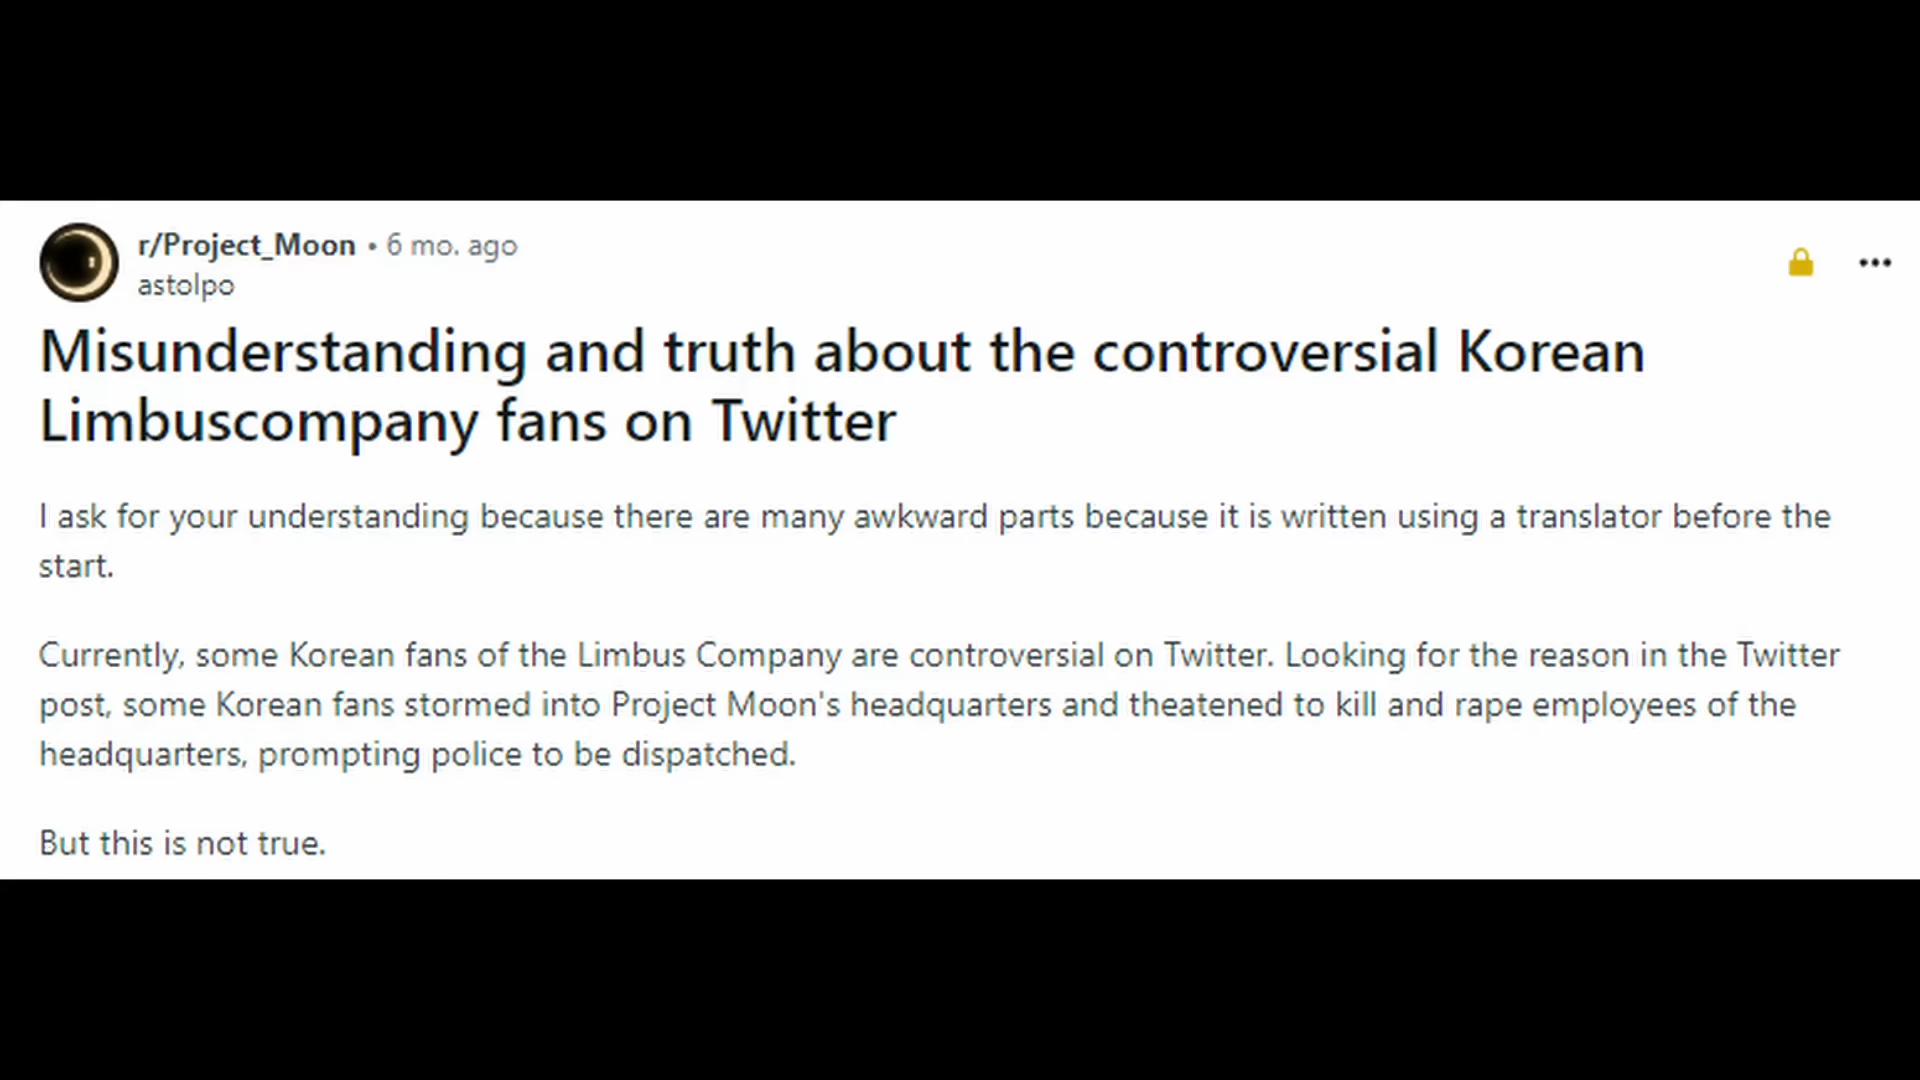 r/Project_Moon • 6 mo. ago
astolpo
Misunderstanding and truth about the controversial Korean
Limbuscompany fans on Twitter
I ask for your understanding because there are many awkward parts because it is written using a translator before the
start.
Currently, some Korean fans of the Limbus Company are controversial on Twitter. Looking for the reason in the Twitter
post, some Korean fans stormed into Project Moon's headquarters and theatened to kill and rape employees of the
headquarters, prompting police to be dispatched.
But this is not true.